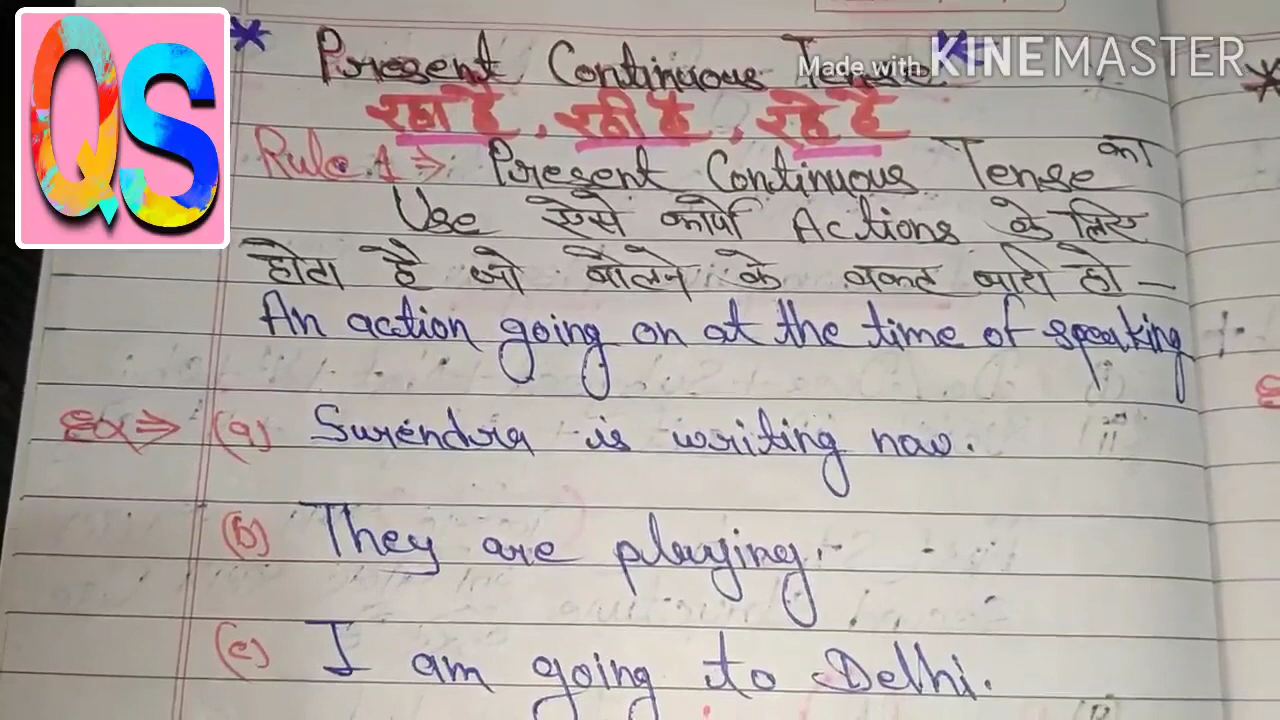 QS
* Present Continuous Tense *
Made with KINEMASTER
रहा है, रही है, रहे हैं
Rule 1 ⇒ Present Continuous Tense का
Use ऐसे कार्यो Actions के लिए
होता है जो बोलने के वक्त जारी हो —
An action going on at the time of speaking
Ex ⇒ (a) Surendra is writing now.
(b) They are playing.
(c) I am going to Delhi.